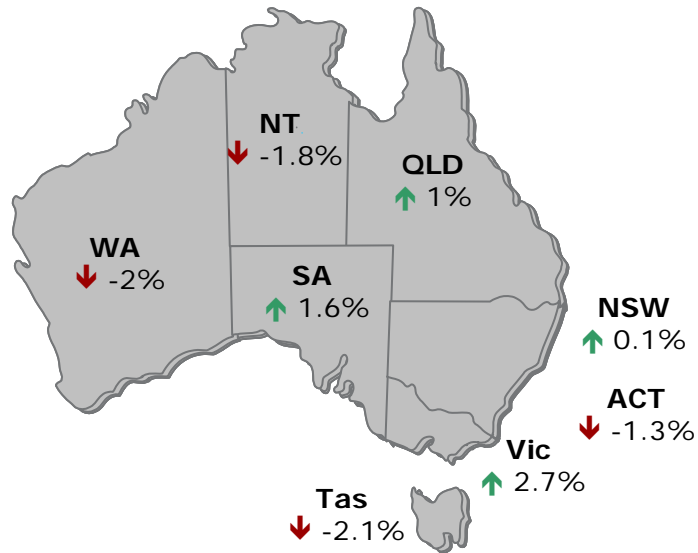 NT
-1.8%
QLD
1%
WA
-2%
SA
1.6%
NSW
0.1%
ACT
-1.3%
Vic
2.7%
Tas
-2.1%